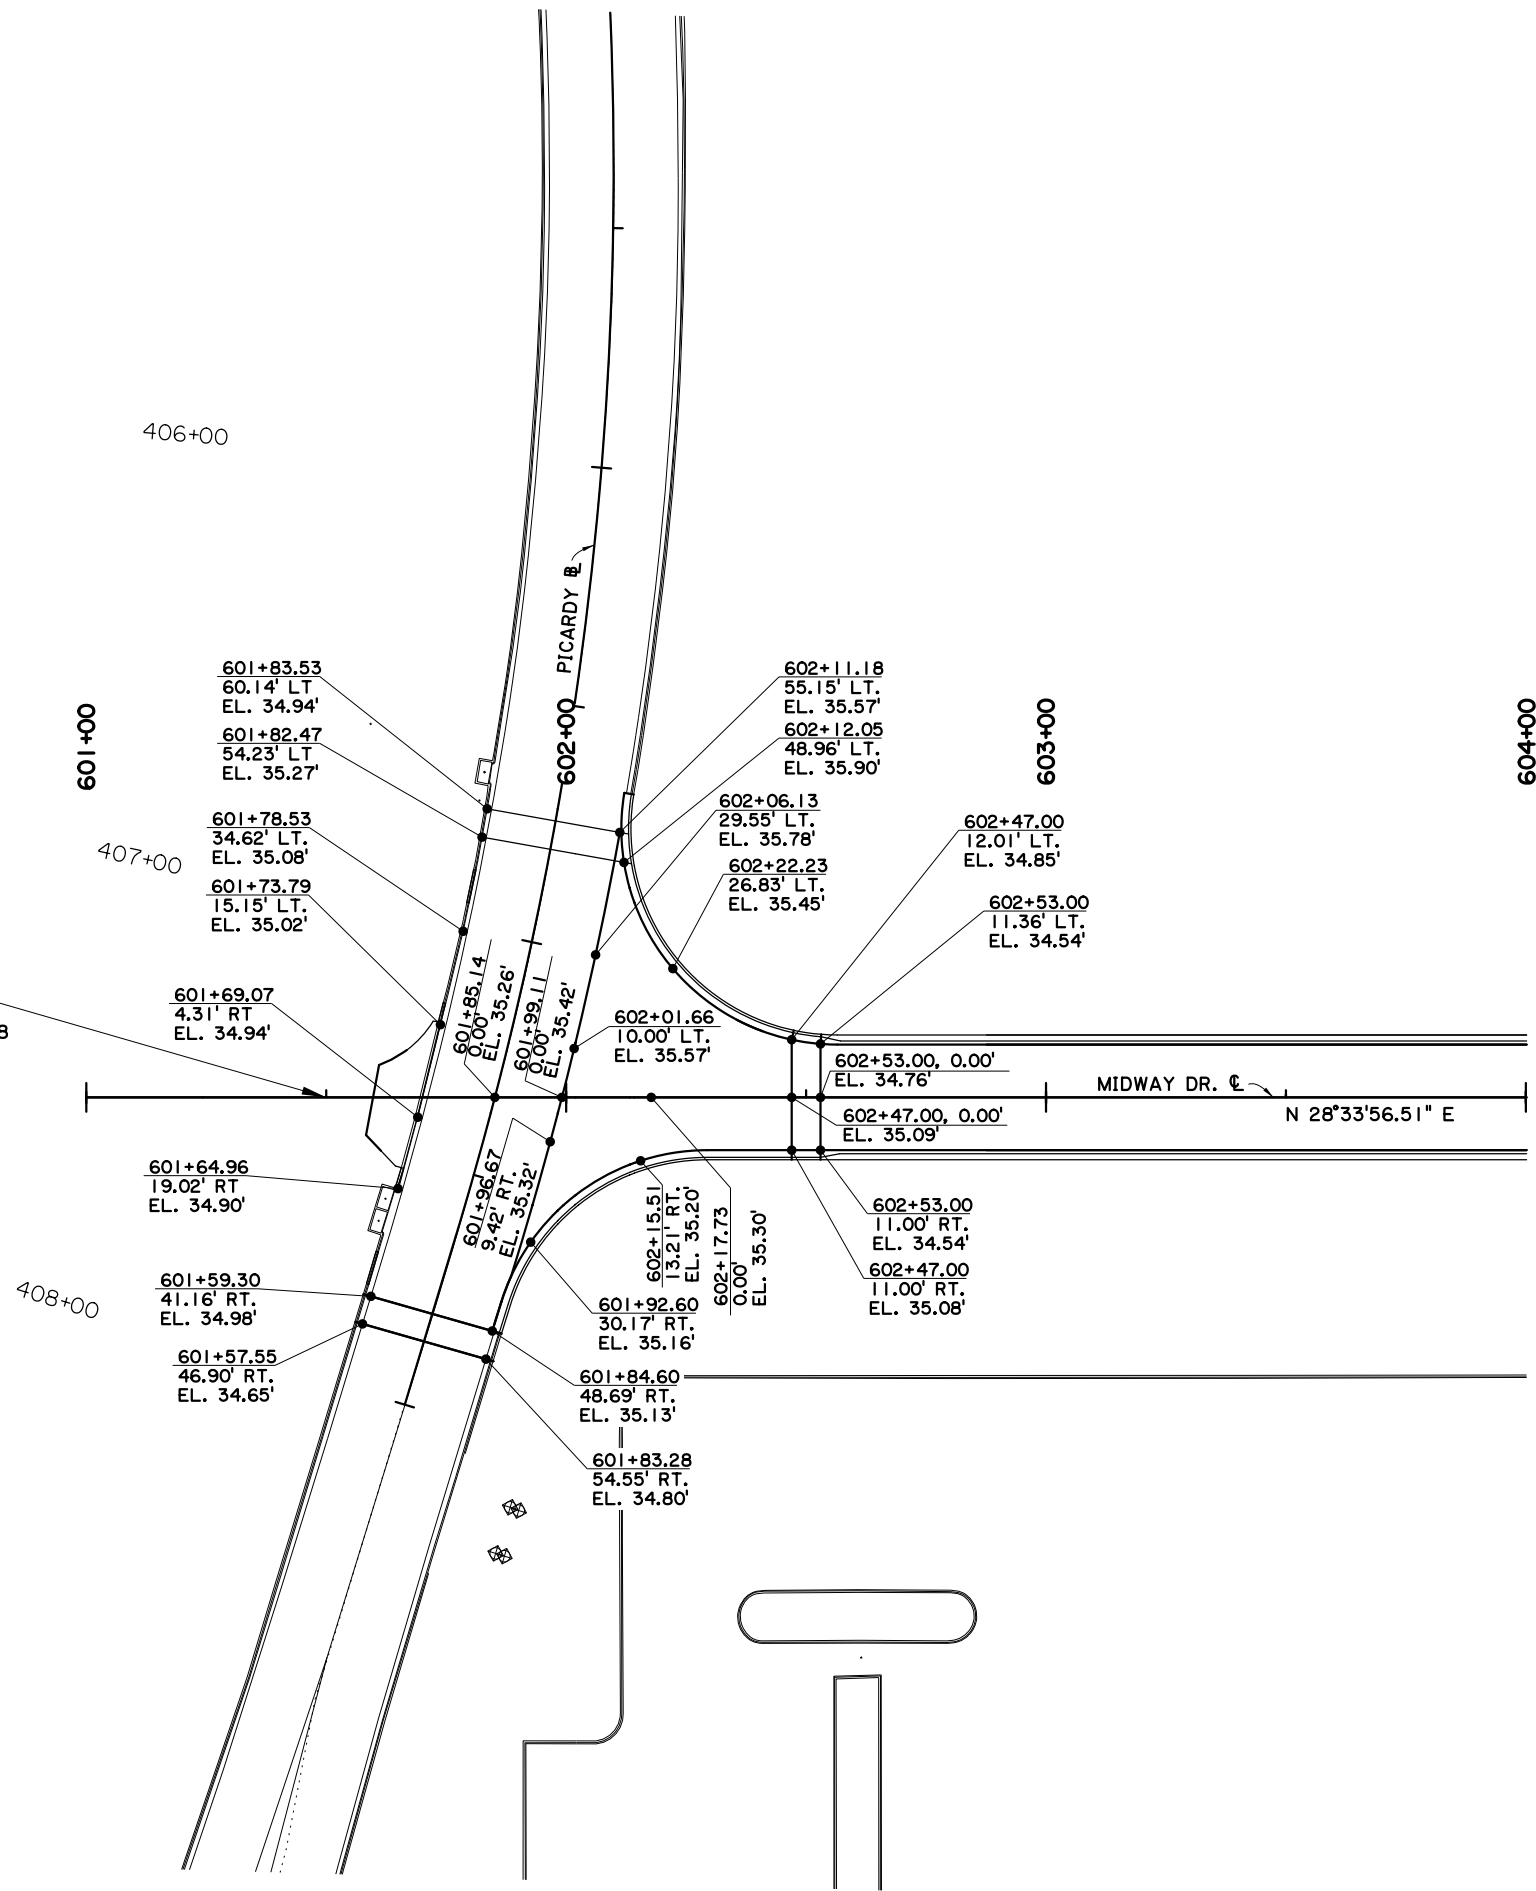 406+00
PICARDY BL
601+00
602+00
603+00
604+00
601+83.53
60.14' LT
EL. 34.94'
601+82.47
54.23' LT
EL. 35.27'
602+11.18
55.15' LT.
EL. 35.57'
602+12.05
48.96' LT.
EL. 35.90'
602+06.13
29.55' LT.
EL. 35.78'
602+22.23
26.83' LT.
EL. 35.45'
602+47.00
12.01' LT.
EL. 34.85'
602+53.00
11.36' LT.
EL. 34.54'
601+78.53
34.62' LT.
EL. 35.08'
407+00
601+73.79
15.15' LT.
EL. 35.02'
601+69.07
4.31' RT
EL. 34.94'
8
601+85.14
0.00'
EL. 35.26'
601+99.11
0.00'
EL. 35.42'
602+01.66
10.00' LT.
EL. 35.57'
602+53.00, 0.00'
EL. 34.76'
MIDWAY DR. CL
N 28°33'56.51" E
602+47.00, 0.00'
EL. 35.09'
601+64.96
19.02' RT
EL. 34.90'
601+96.67
9.42' RT.
EL. 35.32'
602+15.51
13.21' RT.
EL. 35.20'
602+17.73
0.00'
EL. 35.30'
602+53.00
11.00' RT.
EL. 34.54'
602+47.00
11.00' RT.
EL. 35.08'
408+00
601+59.30
41.16' RT.
EL. 34.98'
601+57.55
46.90' RT.
EL. 34.65'
601+92.60
30.17' RT.
EL. 35.16'
601+84.60
48.69' RT.
EL. 35.13'
601+83.28
54.55' RT.
EL. 34.80'